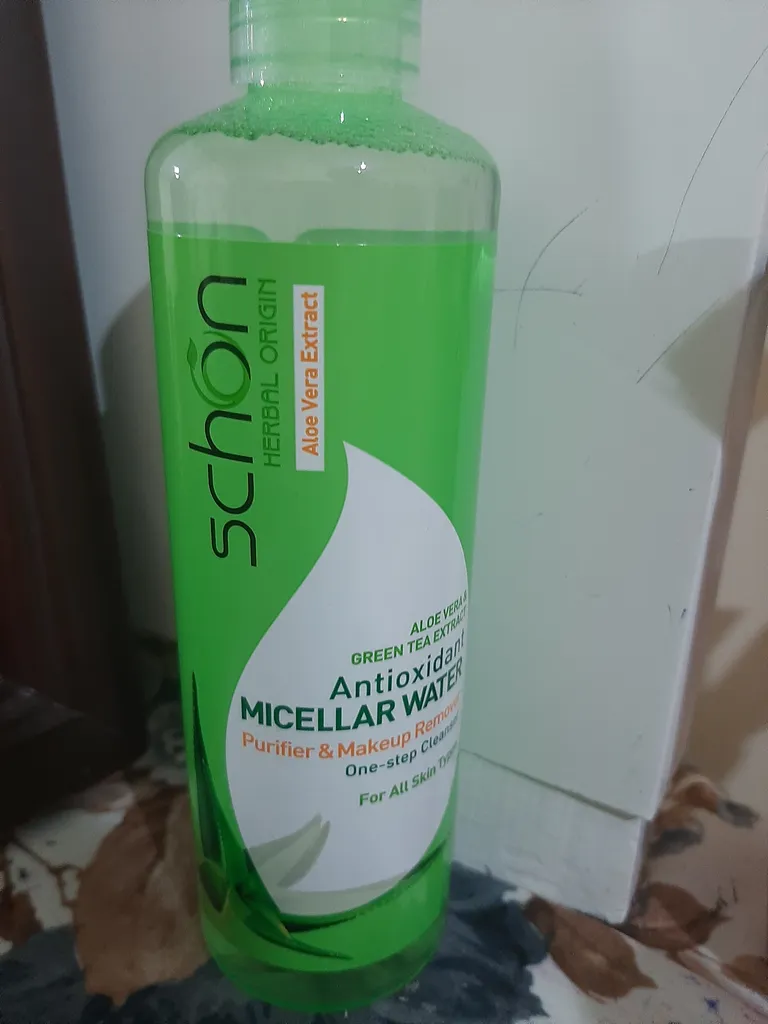 schön
HERBAL ORIGIN
Aloe Vera Extract
ALOE VERA &
GREEN TEA EXTRACT
Antioxidant
MICELLAR WATER
Purifier & Makeup Remover
One-step Cleanser
For All Skin Types